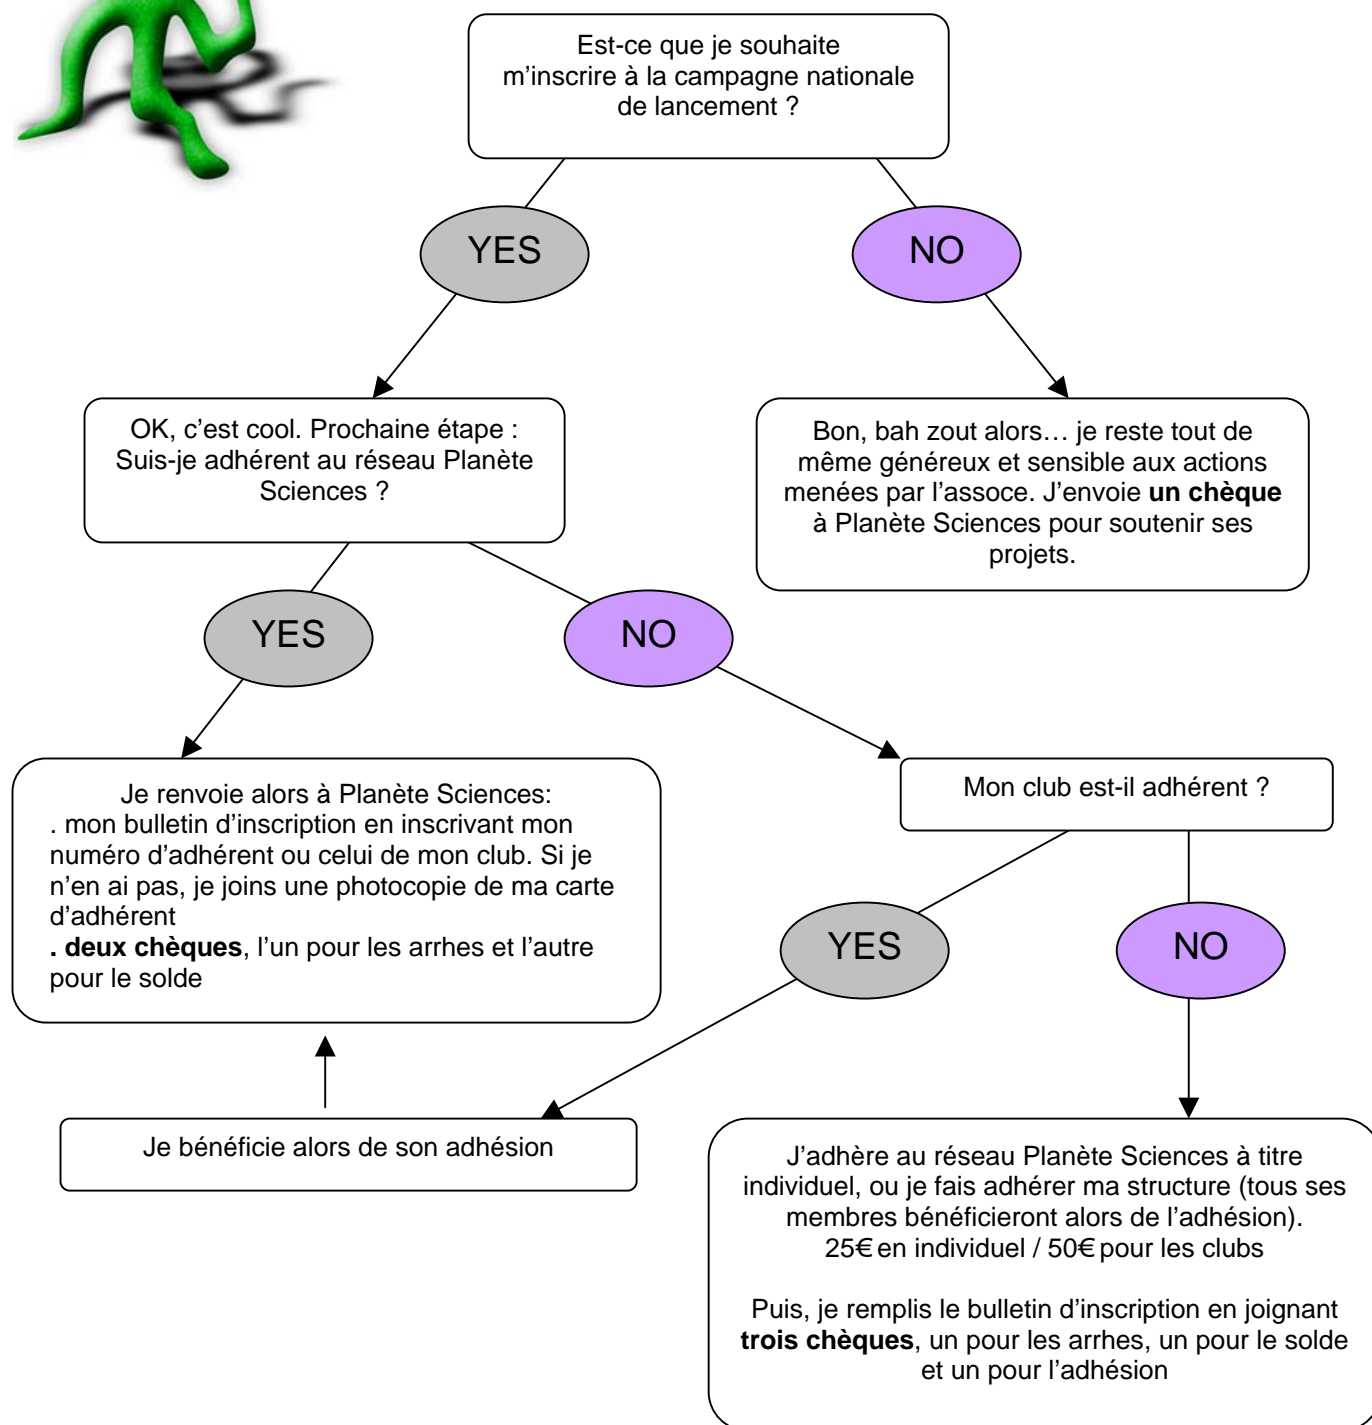 Est-ce que je souhaite
m’inscrire à la campagne nationale
de lancement ?
YES
NO
OK, c’est cool. Prochaine étape :
Suis-je adhérent au réseau Planète
Sciences ?
Bon, bah zout alors… je reste tout de
même généreux et sensible aux actions
menées par l’assoce. J’envoie un chèque
à Planète Sciences pour soutenir ses
projets.
YES
NO
Je renvoie alors à Planète Sciences:
. mon bulletin d’inscription en inscrivant mon
numéro d’adhérent ou celui de mon club. Si je
n’en ai pas, je joins une photocopie de ma carte
d’adhérent
. deux chèques, l’un pour les arrhes et l’autre
pour le solde
Mon club est-il adhérent ?
YES
NO
Je bénéficie alors de son adhésion
J’adhère au réseau Planète Sciences à titre
individuel, ou je fais adhérer ma structure (tous ses
membres bénéficieront alors de l’adhésion).
25€ en individuel / 50€ pour les clubs
Puis, je remplis le bulletin d’inscription en joignant
trois chèques, un pour les arrhes, un pour le solde
et un pour l’adhésion